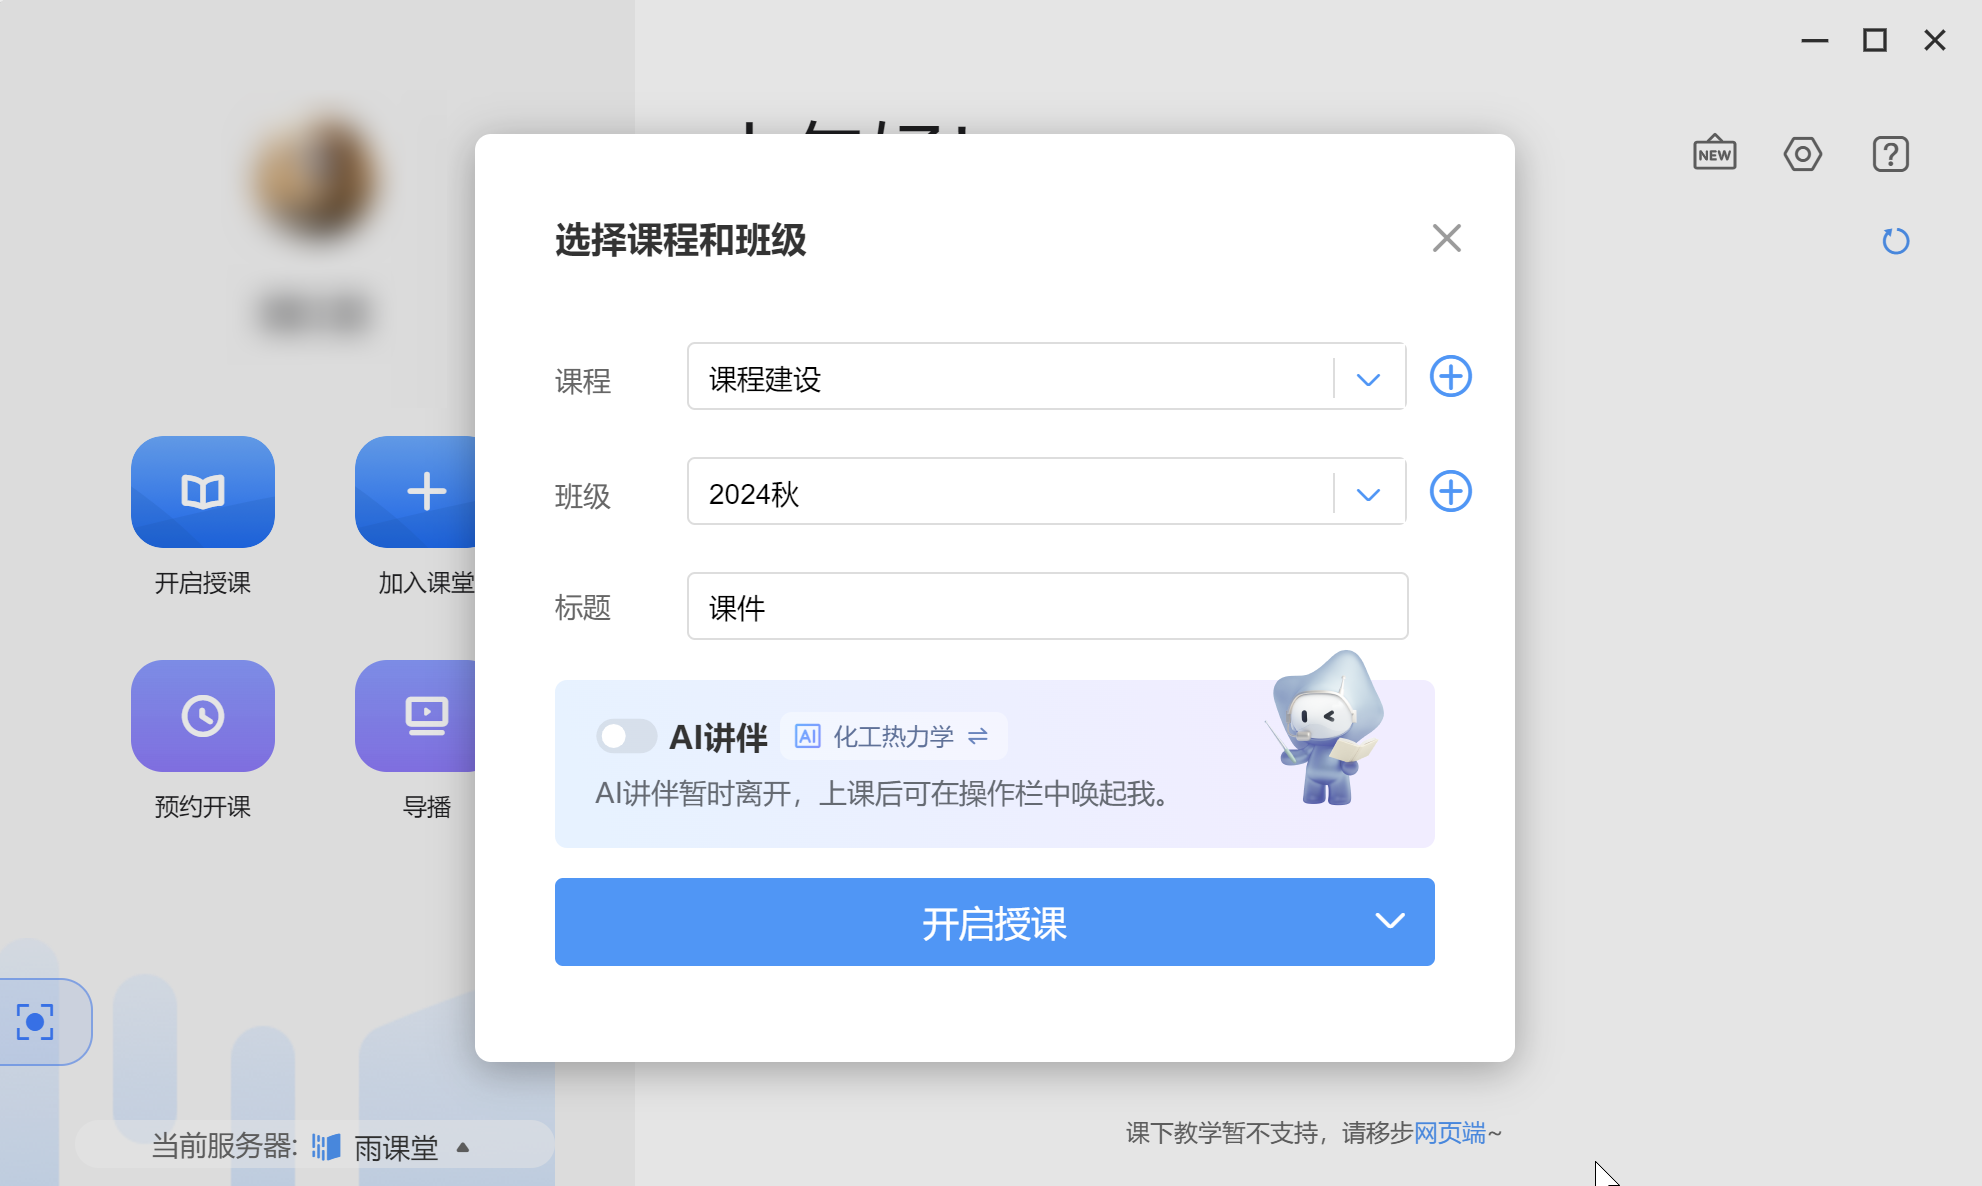 NEW
选择课程和班级
课程
课程建设
班级
2024秋
标题
课件
AI讲伴
AI 化工热力学
AI讲伴暂时离开，上课后可在操作栏中唤起我。
开启授课
开启授课
加入课堂
预约开课
导播
当前服务器: 雨课堂
课下教学暂不支持，请移步网页端~